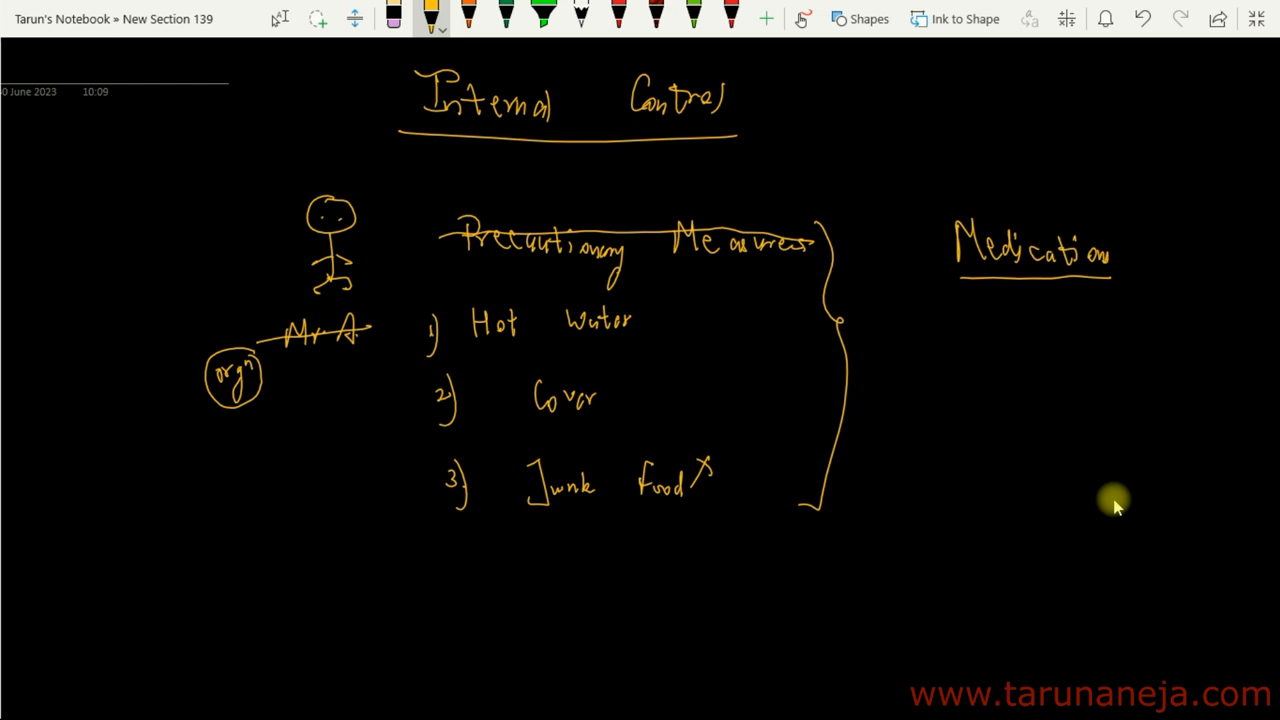 Tarun's Notebook » New Section 139
Shapes
Ink to Shape
0 June 2023 10:09
Internal Control
Precautionary Measures
Medication
Mr. A
orgⁿ
1) Hot Water
2) Cover
3) Junk Food X
www.tarunaneja.com